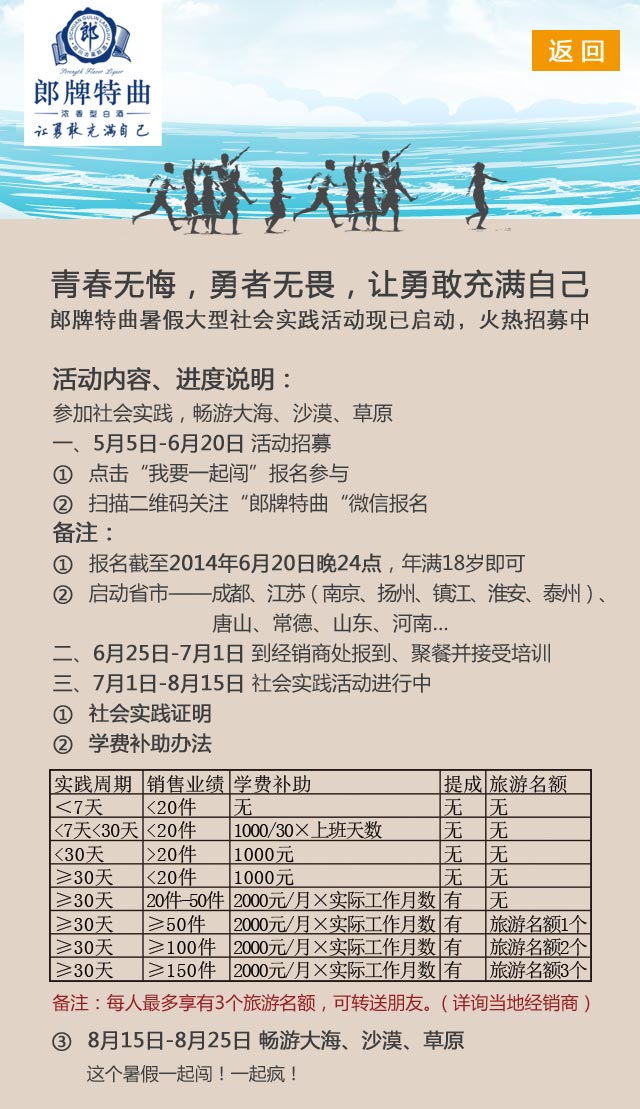 SICHUAN GULIN LANGJIU
郎
Strength Flavor Liquor
郎牌特曲
浓香型白酒
让勇敢充满自己
返回
青春无悔，勇者无畏，让勇敢充满自己
郎牌特曲暑假大型社会实践活动现已启动，火热招募中
活动内容、进度说明：
参加社会实践，畅游大海、沙漠、草原
一、5月5日-6月20日 活动招募
① 点击“我要一起闯”报名参与
② 扫描二维码关注“郎牌特曲“微信报名
备注：
① 报名截至2014年6月20日晚24点，年满18岁即可
② 启动省市——成都、江苏（南京、扬州、镇江、淮安、泰州）、
唐山、常德、山东、河南...
二、6月25日-7月1日 到经销商处报到、聚餐并接受培训
三、7月1日-8月15日 社会实践活动进行中
① 社会实践证明
② 学费补助办法
实践周期 销售业绩 学费补助 提成 旅游名额
＜7天 <20件 无 无 无
<7天<30天 <20件 1000/30×上班天数 无 无
<30天 >20件 1000元 无 无
≥30天 <20件 1000元 无 无
≥30天 20件-50件 2000元/月×实际工作月数 有 无
≥30天 ≥50件 2000元/月×实际工作月数 有 旅游名额1个
≥30天 ≥100件 2000元/月×实际工作月数 有 旅游名额2个
≥30天 ≥150件 2000元/月×实际工作月数 有 旅游名额3个
备注：每人最多享有3个旅游名额，可转送朋友。（详询当地经销商）
③ 8月15日-8月25日 畅游大海、沙漠、草原
这个暑假一起闯！一起疯！